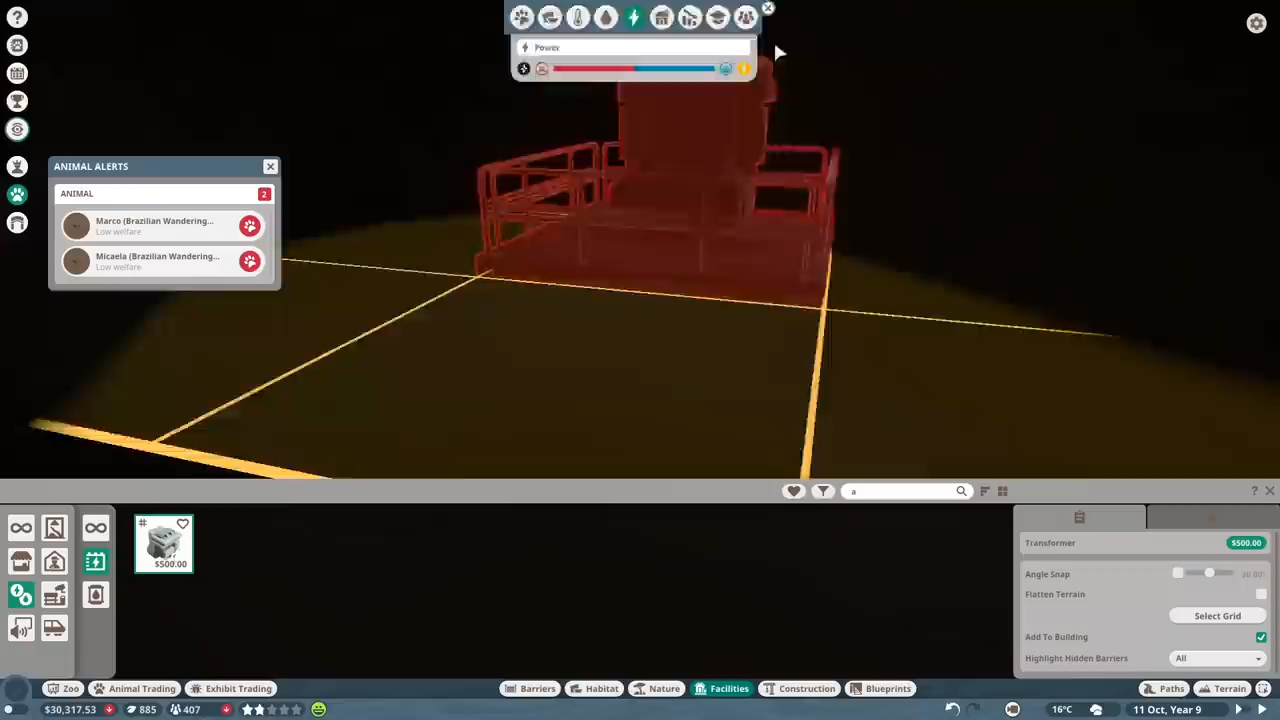 Power
ANIMAL ALERTS
ANIMAL 2
Marco (Brazilian Wandering...
Low welfare
Micaela (Brazilian Wandering...
Low welfare
a
$500.00
Transformer $500.00
Angle Snap
Flatten Terrain
Select Grid
Add To Building
Highlight Hidden Barriers All
Zoo Animal Trading Exhibit Trading Barriers Habitat Nature Facilities Construction Blueprints Paths Terrain
$30,317.53 885 407 16°C 11 Oct, Year 9